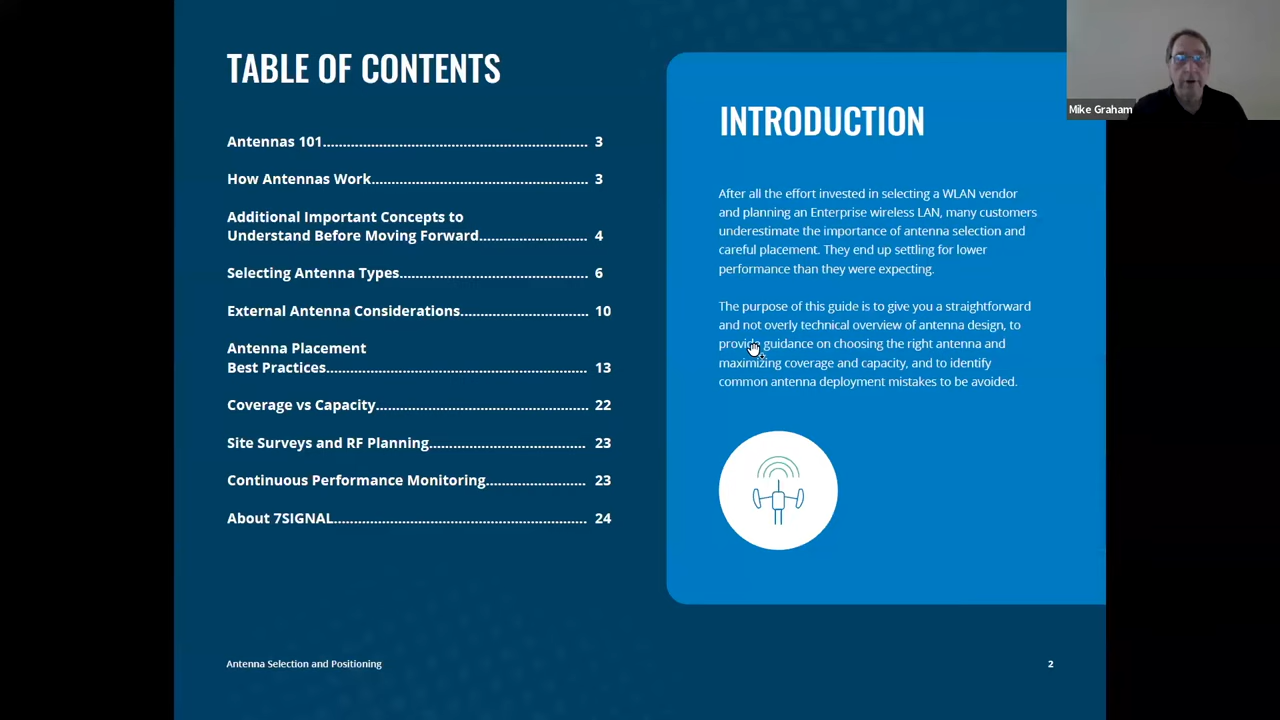 TABLE OF CONTENTS
Antennas 101.................................................................. 3
How Antennas Work...................................................... 3
Additional Important Concepts to
Understand Before Moving Forward........................... 4
Selecting Antenna Types............................................... 6
External Antenna Considerations................................ 10
Antenna Placement
Best Practices................................................................. 13
Coverage vs Capacity..................................................... 22
Site Surveys and RF Planning....................................... 23
Continuous Performance Monitoring......................... 23
About 7SIGNAL............................................................... 24
Antenna Selection and Positioning
INTRODUCTION
After all the effort invested in selecting a WLAN vendor
and planning an Enterprise wireless LAN, many customers
underestimate the importance of antenna selection and
careful placement. They end up settling for lower
performance than they were expecting.
The purpose of this guide is to give you a straightforward
and not overly technical overview of antenna design, to
provide guidance on choosing the right antenna and
maximizing coverage and capacity, and to identify
common antenna deployment mistakes to be avoided.
2
Mike Graham